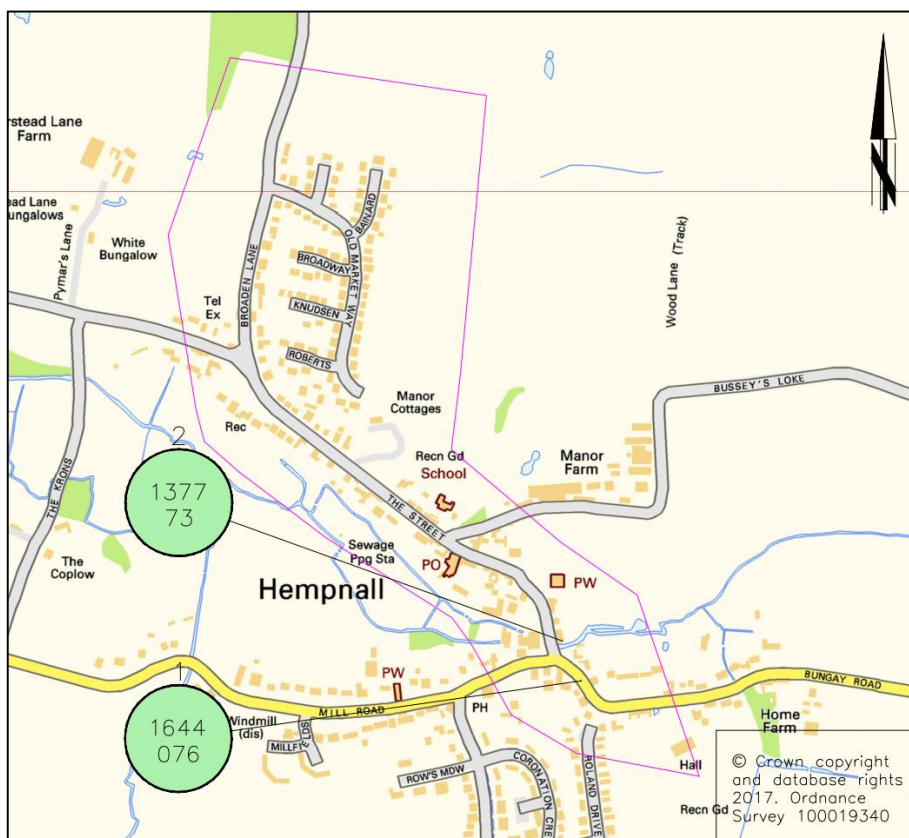 rstead Lane
Farm
ead Lane
ungalows
Pymar's Lane
White
Bungalow
Tel
Ex
BROADEN LANE
BAINARD
OLD MARKET WAY
BROADWAY
KNUDSEN
ROBERTS
Wood Lane (Track)
BUSSEY'S LOKE
Manor
Cottages
Rec
Recn Gd
School
Manor
Farm
THE STREET
THE KRONS
2
1377
73
The
Coplow
Sewage
Ppg Sta
PO
PW
Hempnall
PW
1
1644
076
MILL ROAD
Windmill
(dis)
PH
BUNGAY ROAD
Home
Farm
ROW'S MDW
CORONATION CRE
ROLAND DRIVE
Hall
Recn Gd
© Crown copyright
and database rights
2017. Ordnance
Survey 100019340